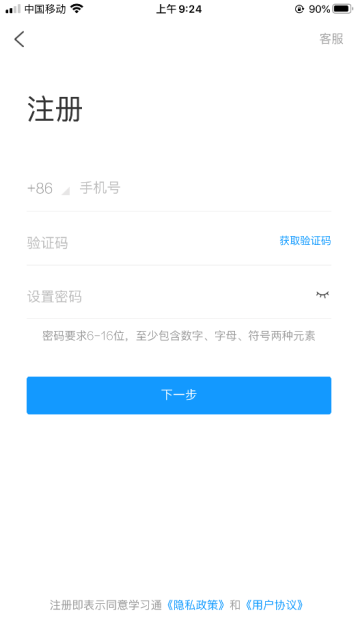 中国移动 上午 9:24 90%
客服
注册
+86 手机号
验证码 获取验证码
设置密码
密码要求6-16位，至少包含数字、字母、符号两种元素
下一步
注册即表示同意学习通《隐私政策》和《用户协议》